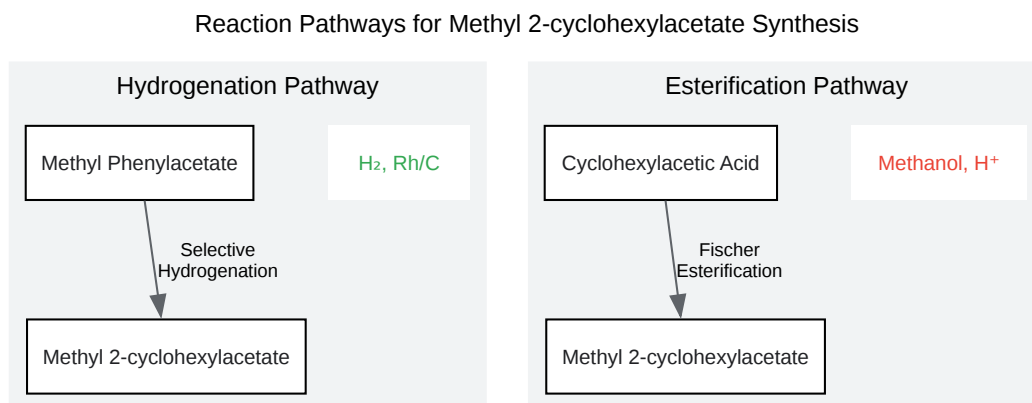 Reaction Pathways for Methyl 2-cyclohexylacetate Synthesis
Hydrogenation Pathway
Methyl Phenylacetate
H₂, Rh/C
Selective
Hydrogenation
Methyl 2-cyclohexylacetate
Esterification Pathway
Cyclohexylacetic Acid
Methanol, H⁺
Fischer
Esterification
Methyl 2-cyclohexylacetate